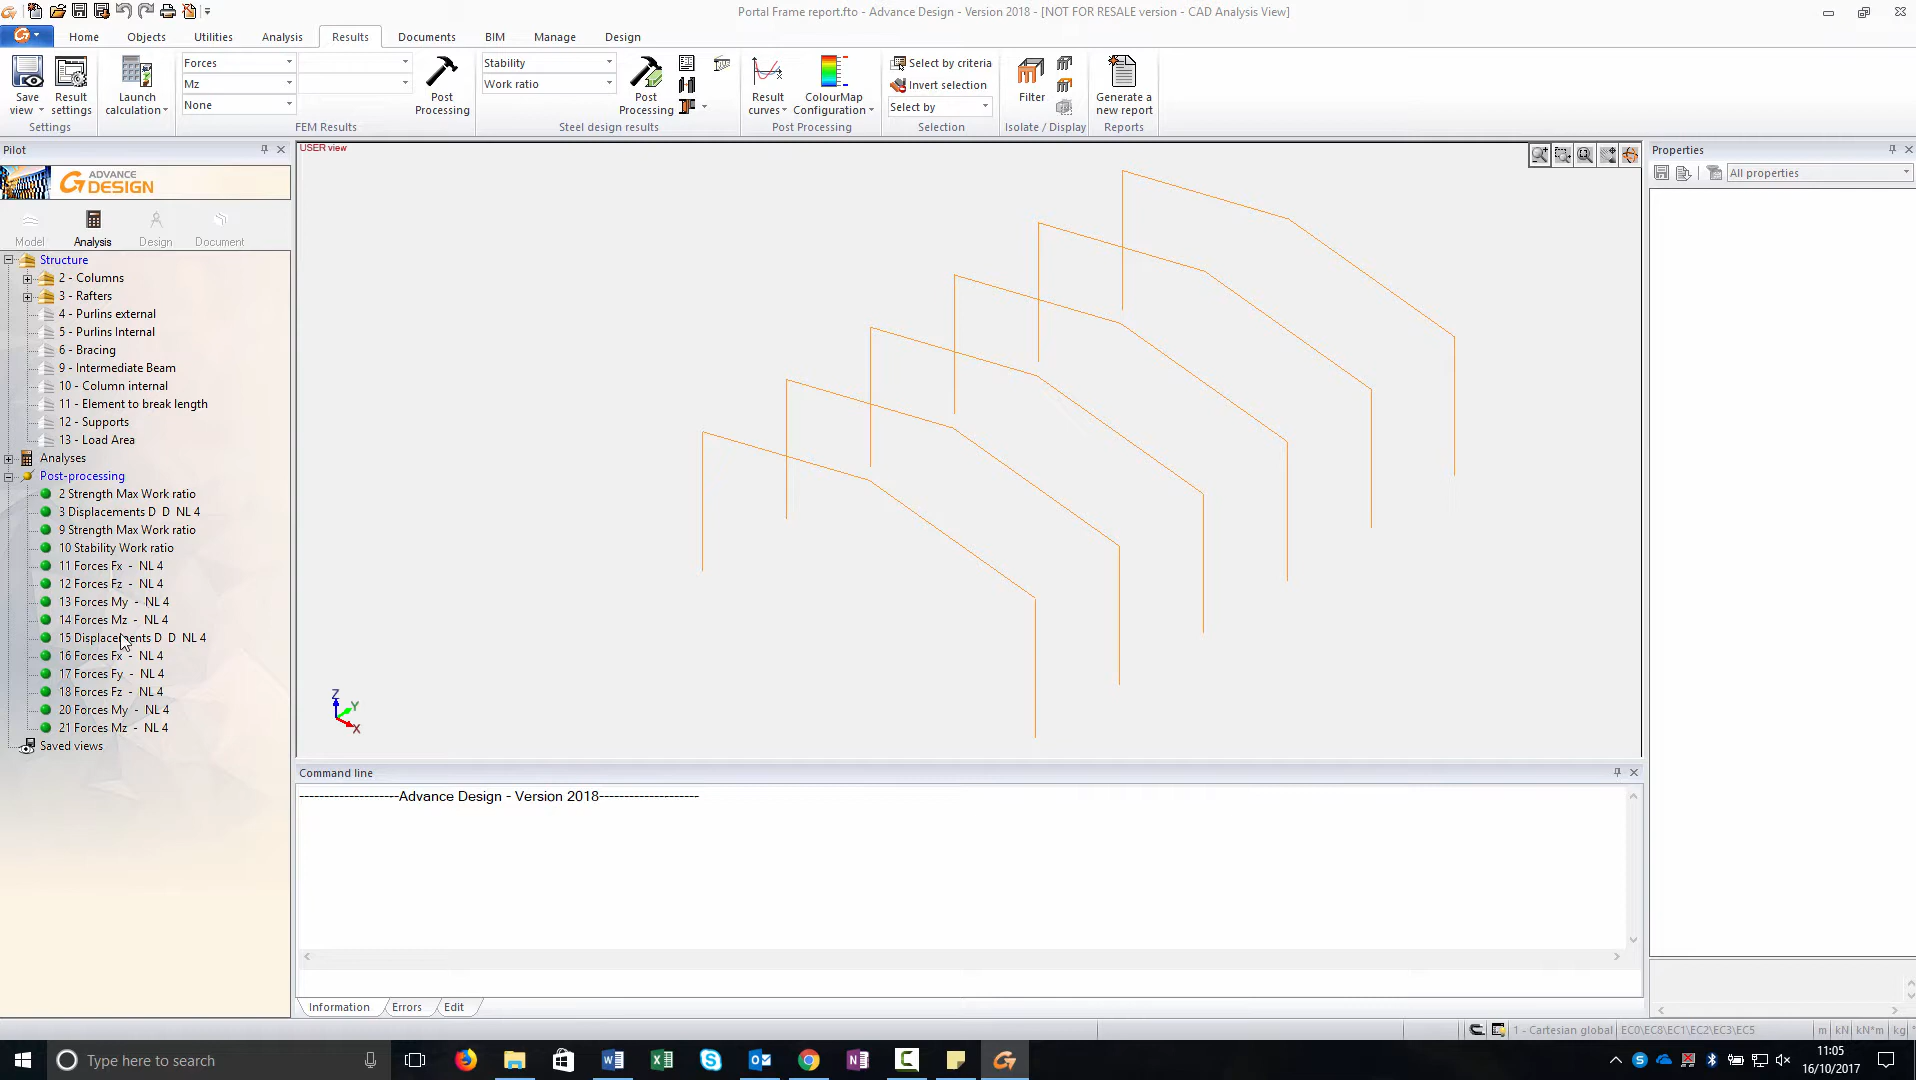 Portal Frame report.fto - Advance Design - Version 2018 - [NOT FOR RESALE version - CAD Analysis View]
Home
Objects
Utilities
Analysis
Results
Documents
BIM
Manage
Design
Save view
Result settings
Settings
Launch calculation
Forces
Mz
None
Post Processing
FEM Results
Stability
Work ratio
Post Processing
Steel design results
Result curves
ColourMap Configuration
Post Processing
Select by criteria
Invert selection
Select by
Selection
Filter
Isolate / Display
Generate a new report
Reports
Pilot
ADVANCE
DESIGN
Model
Analysis
Design
Document
Structure
2 - Columns
3 - Rafters
4 - Purlins external
5 - Purlins Internal
6 - Bracing
9 - Intermediate Beam
10 - Column internal
11 - Element to break length
12 - Supports
13 - Load Area
Analyses
Post-processing
2 Strength Max Work ratio
3 Displacements D  D  NL 4
9 Strength Max Work ratio
10 Stability Work ratio
11 Forces Fx  -  NL 4
12 Forces Fz  -  NL 4
13 Forces My  -  NL 4
14 Forces Mz  -  NL 4
15 Displacements D  D  NL 4
16 Forces Fx  -  NL 4
17 Forces Fy  -  NL 4
18 Forces Fz  -  NL 4
20 Forces My  -  NL 4
21 Forces Mz  -  NL 4
Saved views
USER view
Z
Y
X
Properties
All properties
Command line
--------------------Advance Design - Version 2018--------------------
Information
Errors
Edit
1 - Cartesian global
EC0\EC8\EC1\EC2\EC3\EC5
m
kN
kN*m
kg
Type here to search
11:05
16/10/2017